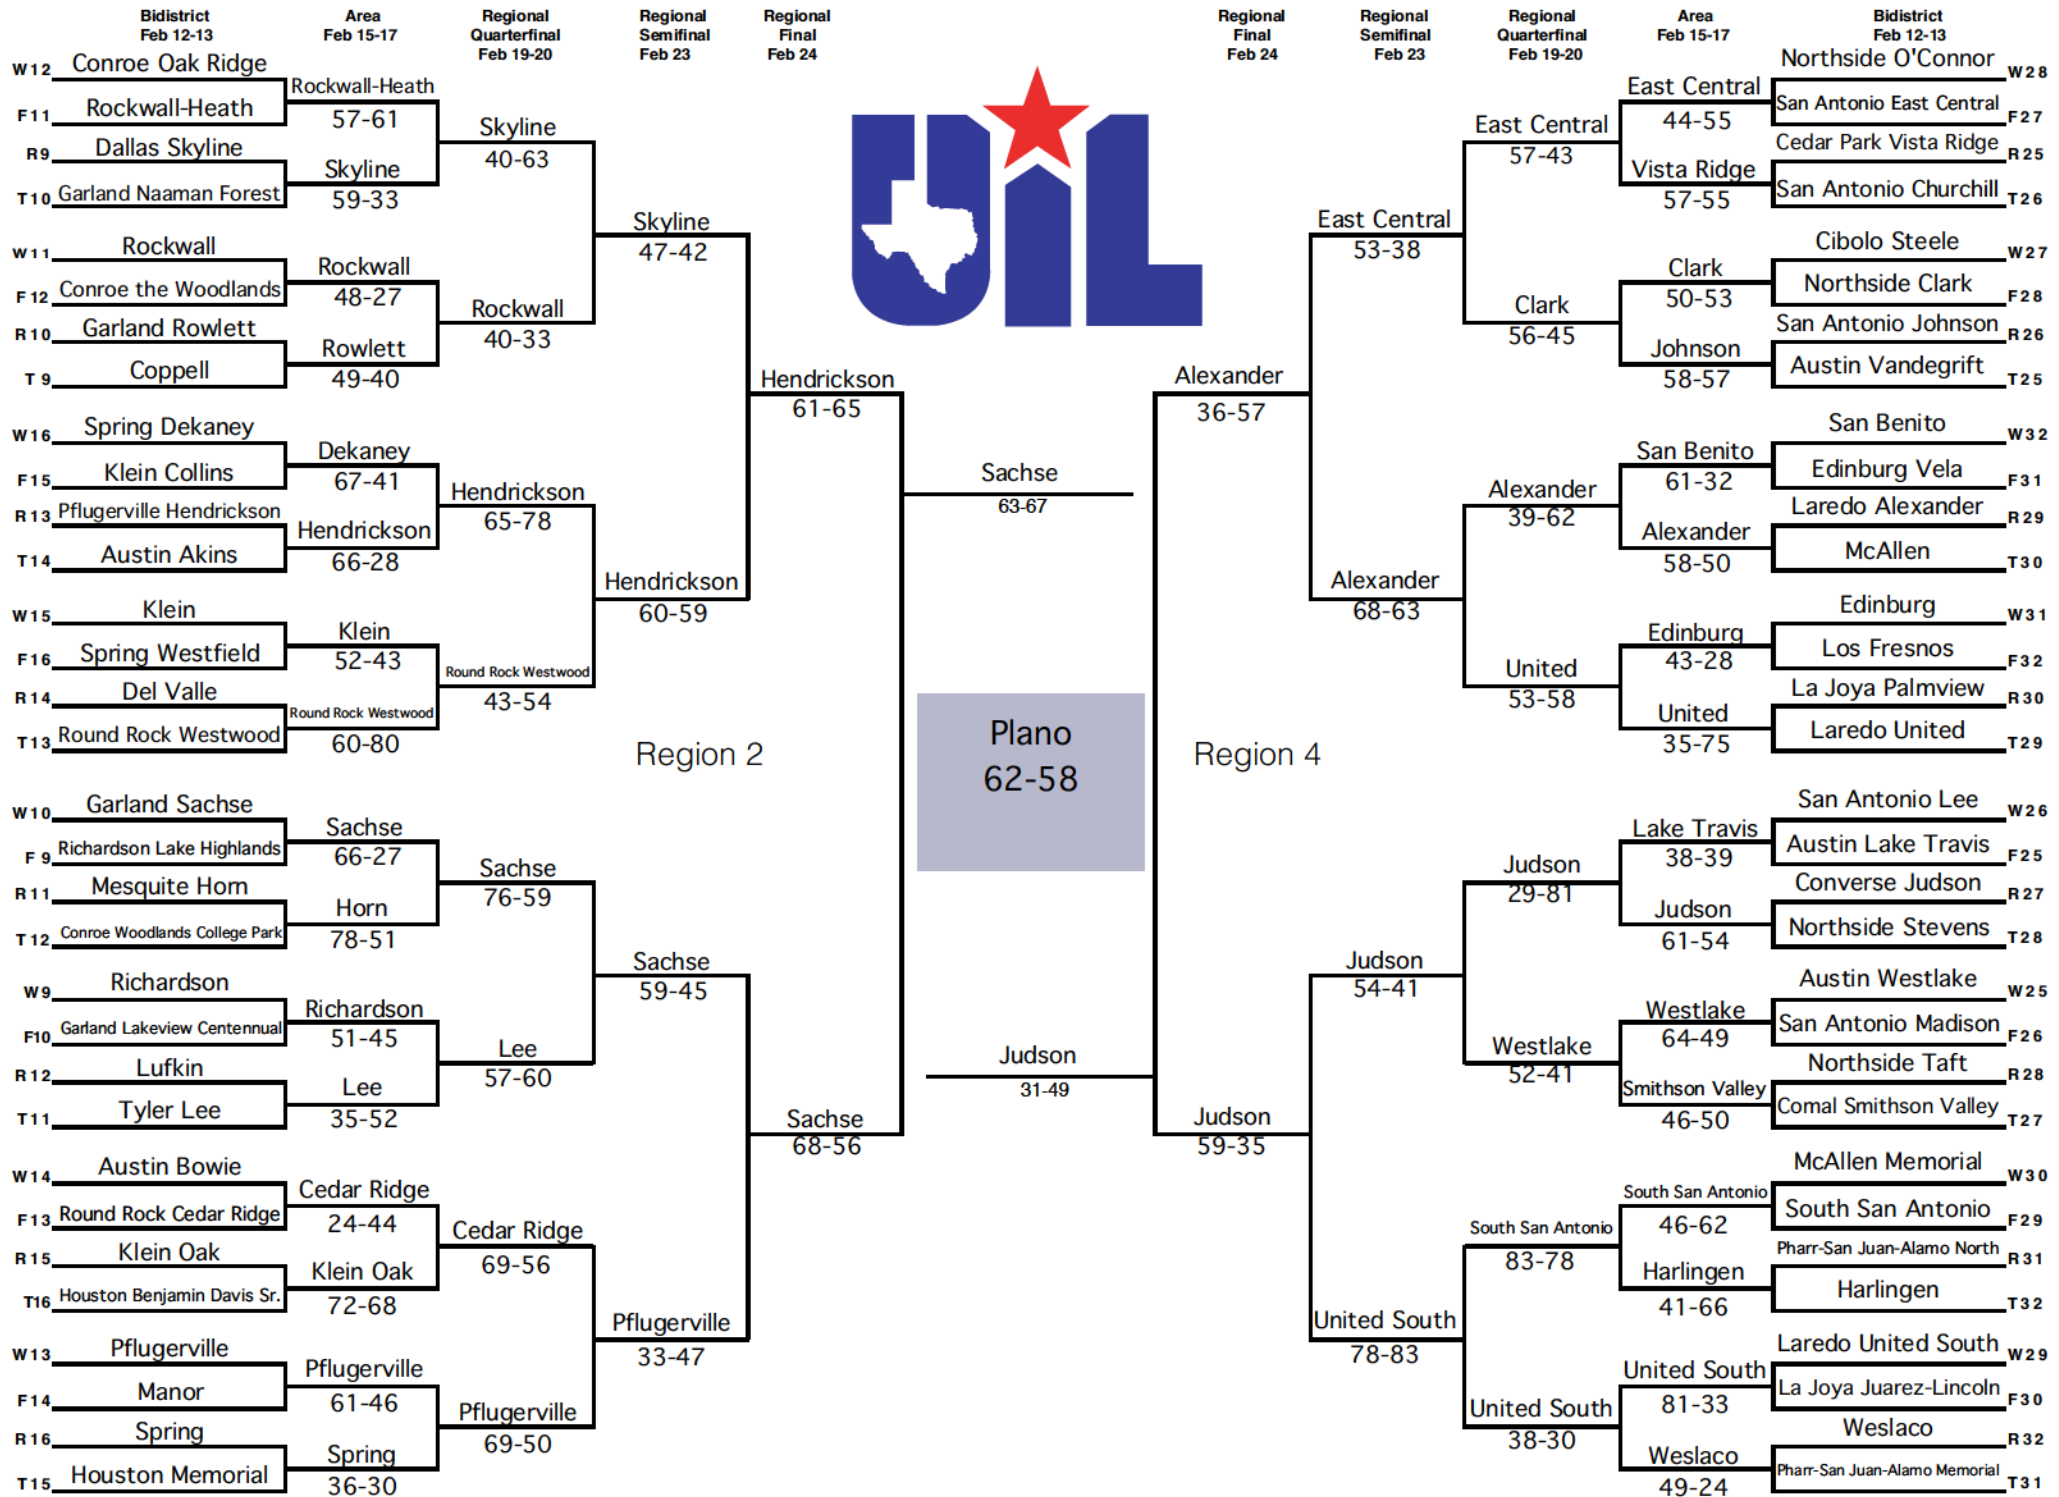 Bidistrict
Feb 12-13
Area
Feb 15-17
Regional
Quarterfinal
Feb 19-20
Regional
Semifinal
Feb 23
Regional
Final
Feb 24
Regional
Final
Feb 24
Regional
Semifinal
Feb 23
Regional
Quarterfinal
Feb 19-20
Area
Feb 15-17
Bidistrict
Feb 12-13
W12 Conroe Oak Ridge
F11 Rockwall-Heath
R9 Dallas Skyline
T10 Garland Naaman Forest
W11 Rockwall
F12 Conroe the Woodlands
R10 Garland Rowlett
T 9 Coppell
W16 Spring Dekaney
F15 Klein Collins
R13 Pflugerville Hendrickson
T14 Austin Akins
W15 Klein
F16 Spring Westfield
R14 Del Valle
T13 Round Rock Westwood
W10 Garland Sachse
F 9 Richardson Lake Highlands
R11 Mesquite Horn
T12 Conroe Woodlands College Park
W9 Richardson
F10 Garland Lakeview Centennual
R12 Lufkin
T11 Tyler Lee
W14 Austin Bowie
F13 Round Rock Cedar Ridge
R15 Klein Oak
T16 Houston Benjamin Davis Sr.
W13 Pflugerville
F14 Manor
R16 Spring
T15 Houston Memorial
Rockwall-Heath
57-61
Skyline
59-33
Rockwall
48-27
Rowlett
49-40
Dekaney
67-41
Hendrickson
66-28
Klein
52-43
Round Rock Westwood
60-80
Sachse
66-27
Horn
78-51
Richardson
51-45
Lee
35-52
Cedar Ridge
24-44
Klein Oak
72-68
Pflugerville
61-46
Spring
36-30
Skyline
40-63
Rockwall
40-33
Hendrickson
65-78
Round Rock Westwood
43-54
Sachse
76-59
Lee
57-60
Cedar Ridge
69-56
Pflugerville
69-50
Skyline
47-42
Hendrickson
60-59
Sachse
59-45
Pflugerville
33-47
Hendrickson
61-65
Sachse
68-56
Region 2
UiL
Sachse
63-67
Plano
62-58
Judson
31-49
Region 4
Alexander
36-57
Judson
59-35
East Central
53-38
Alexander
68-63
Judson
54-41
United South
78-83
East Central
57-43
Clark
56-45
Alexander
39-62
United
53-58
Judson
29-81
Westlake
52-41
South San Antonio
83-78
United South
38-30
East Central
44-55
Vista Ridge
57-55
Clark
50-53
Johnson
58-57
San Benito
61-32
Alexander
58-50
Edinburg
43-28
United
35-75
Lake Travis
38-39
Judson
61-54
Westlake
64-49
Smithson Valley
46-50
South San Antonio
46-62
Harlingen
41-66
United South
81-33
Weslaco
49-24
Northside O'Connor W28
San Antonio East Central F27
Cedar Park Vista Ridge R25
San Antonio Churchill T26
Cibolo Steele W27
Northside Clark F28
San Antonio Johnson R26
Austin Vandegrift T25
San Benito W32
Edinburg Vela F31
Laredo Alexander R29
McAllen T30
Edinburg W31
Los Fresnos F32
La Joya Palmview R30
Laredo United T29
San Antonio Lee W26
Austin Lake Travis F25
Converse Judson R27
Northside Stevens T28
Austin Westlake W25
San Antonio Madison F26
Northside Taft R28
Comal Smithson Valley T27
McAllen Memorial W30
South San Antonio F29
Pharr-San Juan-Alamo North R31
Harlingen T32
Laredo United South W29
La Joya Juarez-Lincoln F30
Weslaco R32
Pharr-San Juan-Alamo Memorial T31